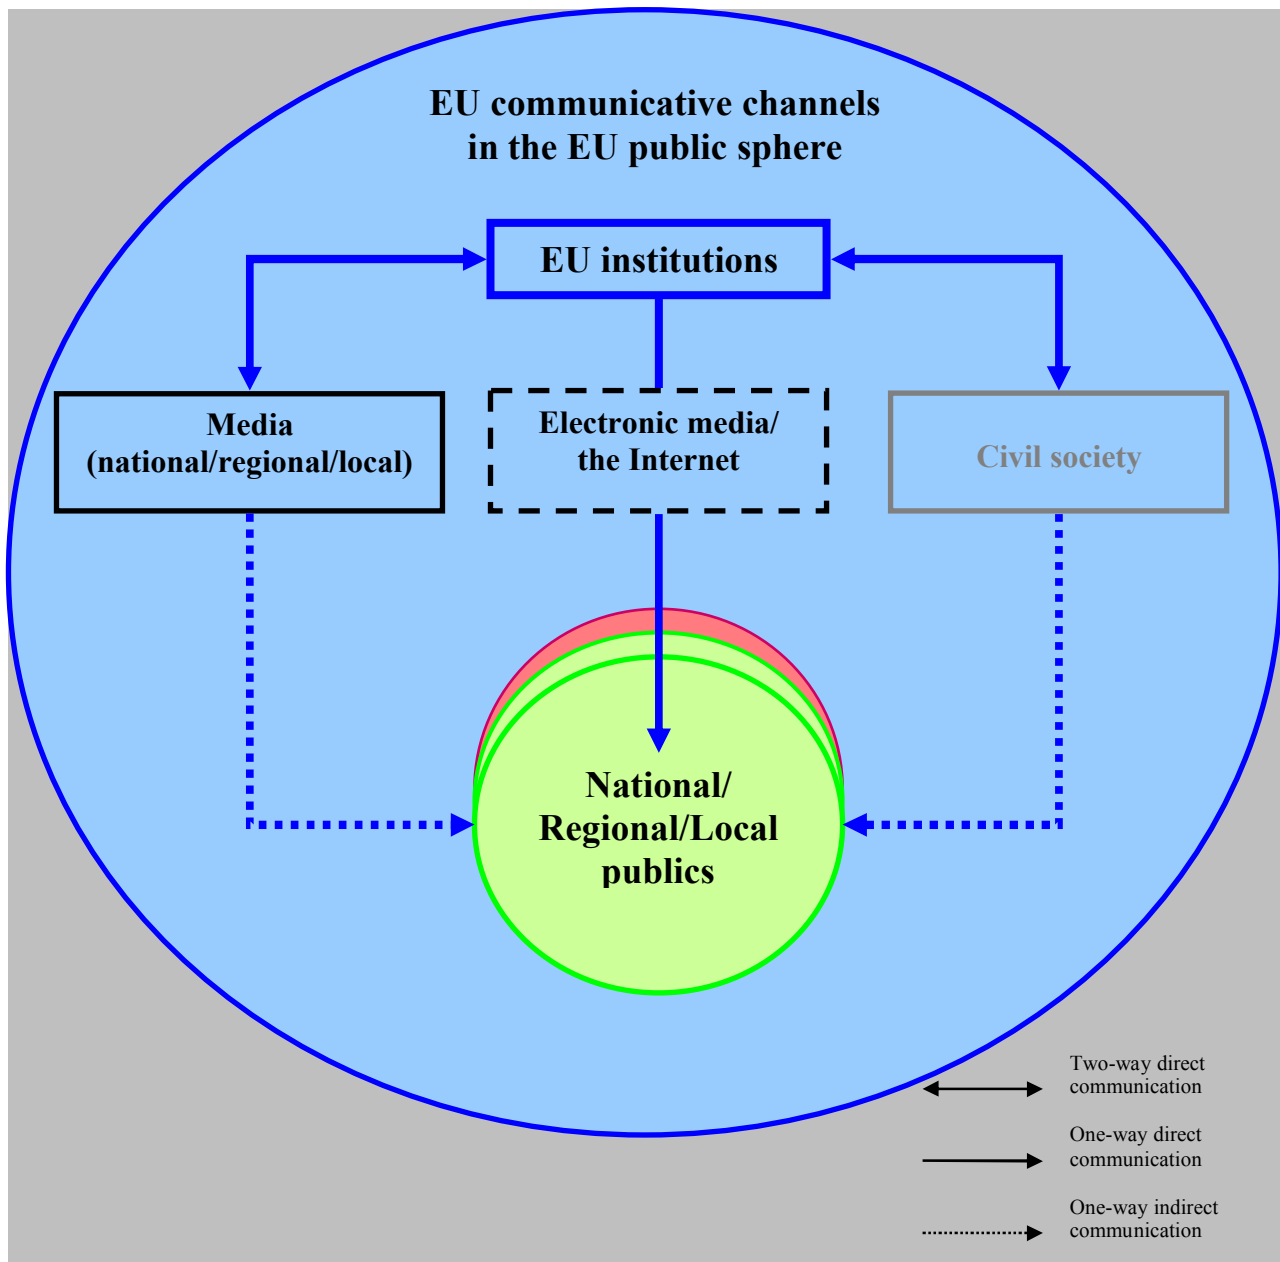 EU communicative channels
in the EU public sphere
EU institutions
Media
(national/regional/local)
Electronic media/
the Internet
Civil society
National/
Regional/Local
publics
Two-way direct
communication
One-way direct
communication
One-way indirect
communication